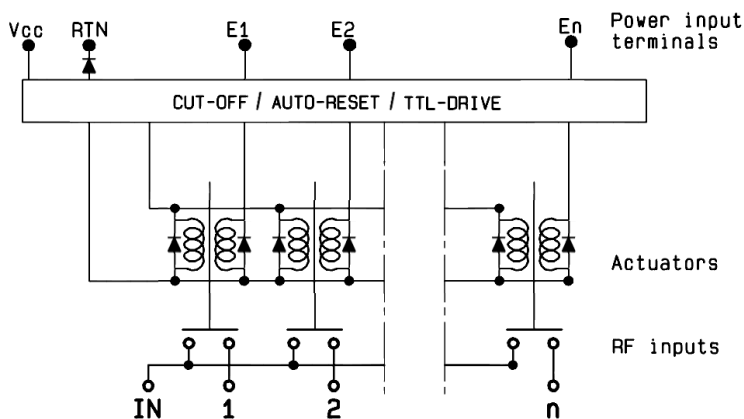 Vcc RTN E1 E2 En Power input
terminals
CUT-OFF / AUTO-RESET / TTL-DRIVE
Actuators
RF inputs
IN 1 2 n